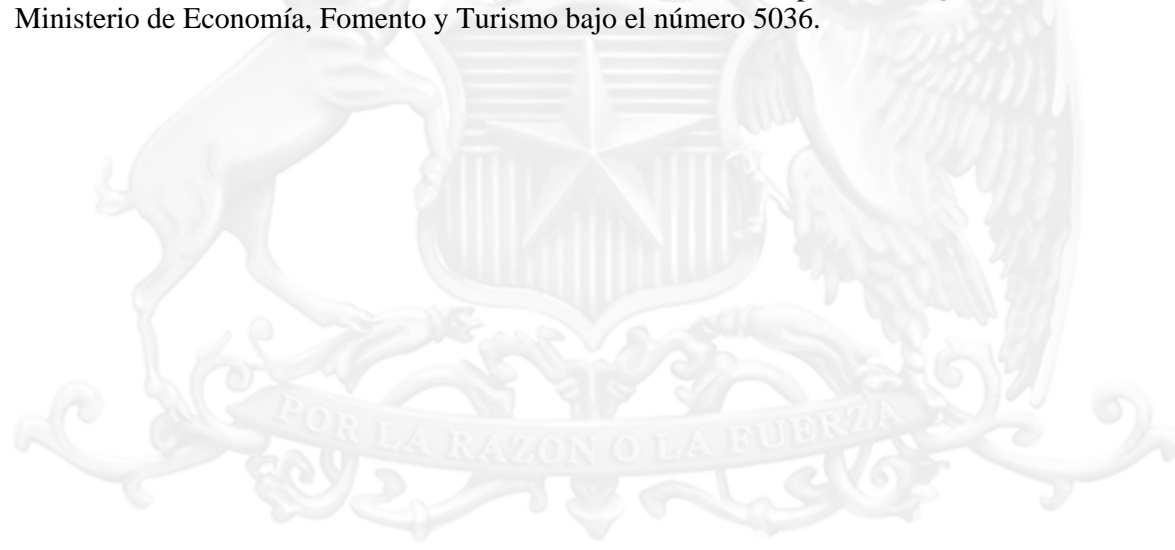 Ministerio de Economía, Fomento y Turismo bajo el número 5036.
POR LA RAZON O LA FUERZA